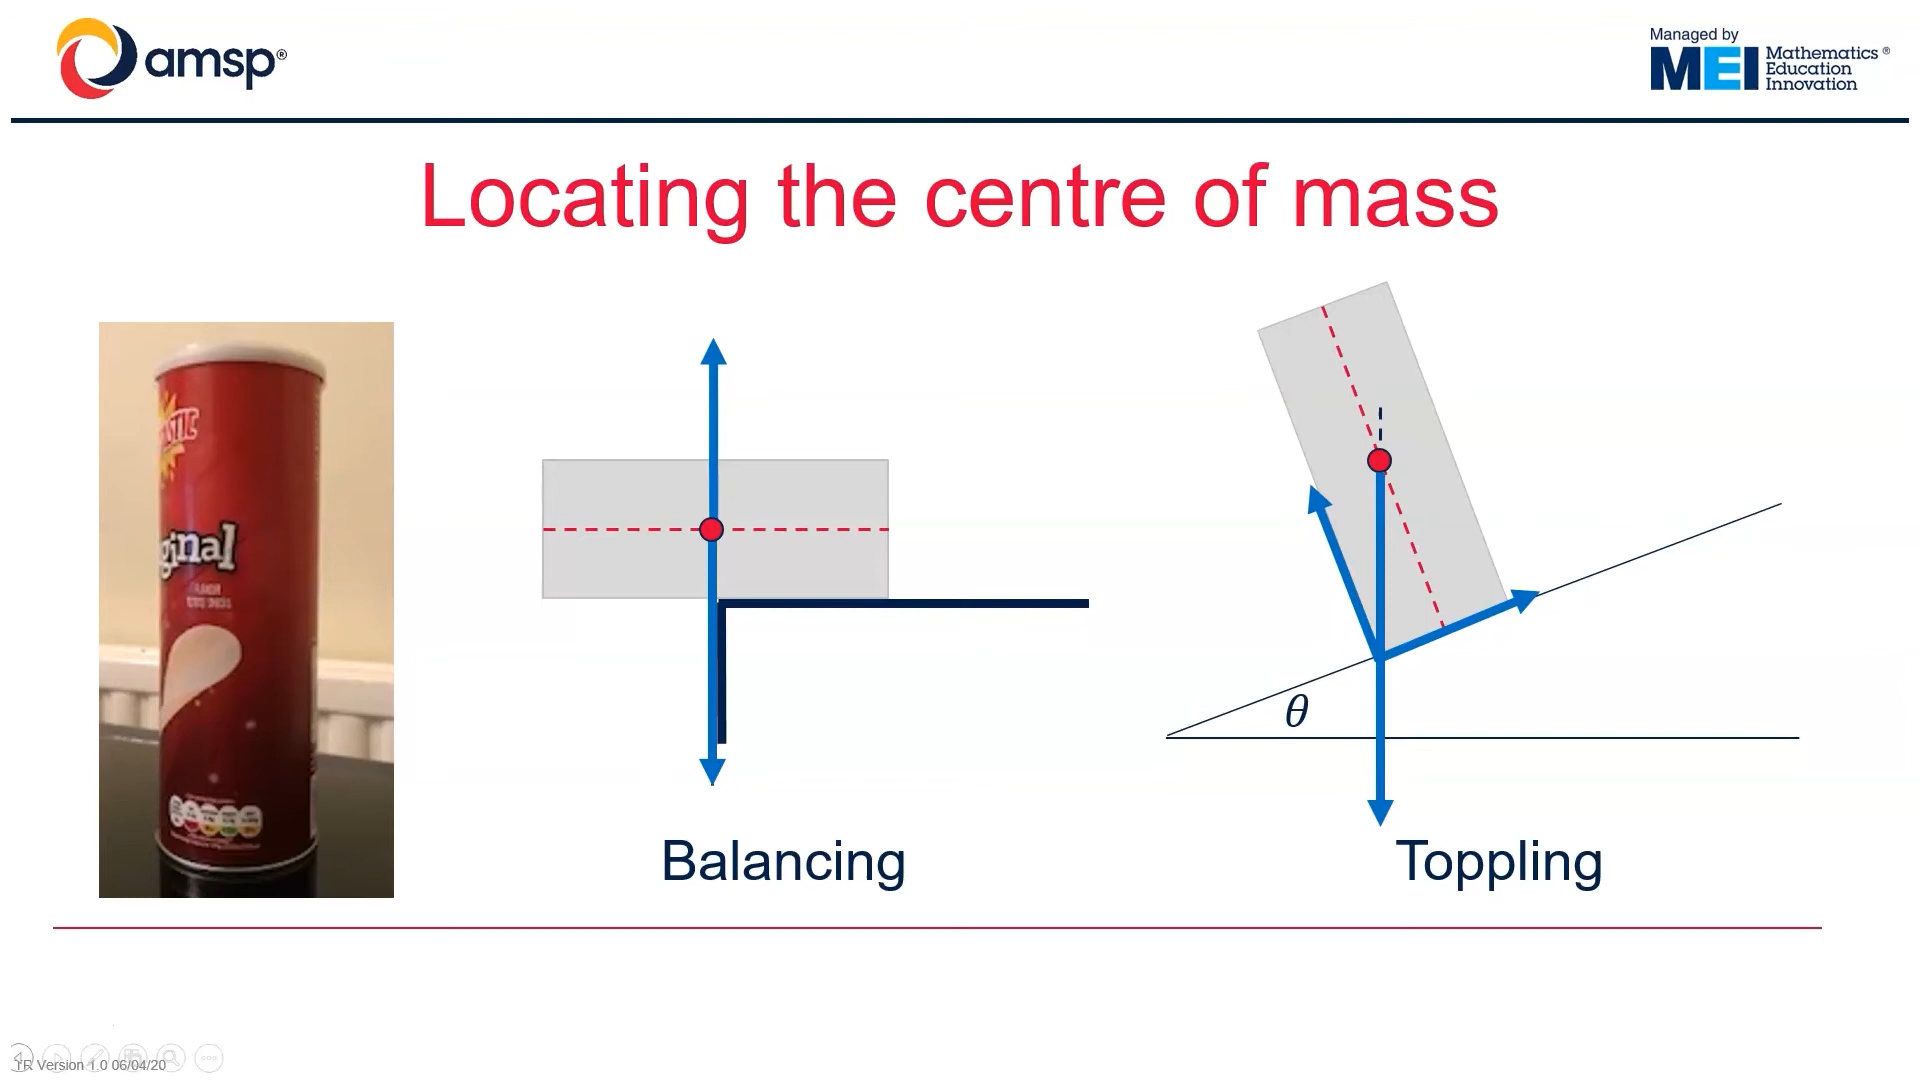 amsp®
Managed by
MEI Mathematics ®
Education
Innovation
Locating the centre of mass
ginal
θ
Balancing
Toppling
TR Version 1.0 06/04/20